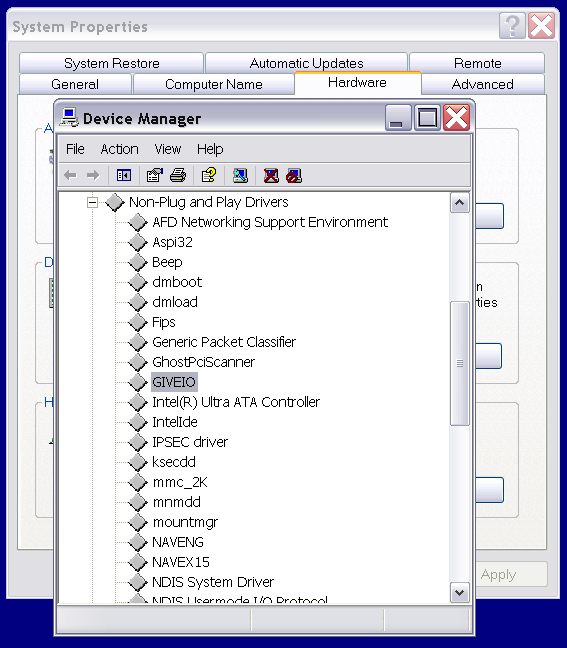 System Properties
System Restore Automatic Updates Remote
General Computer Name Hardware Advanced
Device Manager
File Action View Help
Non-Plug and Play Drivers
AFD Networking Support Environment
Aspi32
Beep
dmboot
dmload
Fips
Generic Packet Classifier
GhostPciScanner
GIVEIO
Intel(R) Ultra ATA Controller
IntelIde
IPSEC driver
ksecdd
mmc_2K
mnmdd
mountmgr
NAVENG
NAVEX15
NDIS System Driver
NDIS Usermode I/O Protocol
Apply